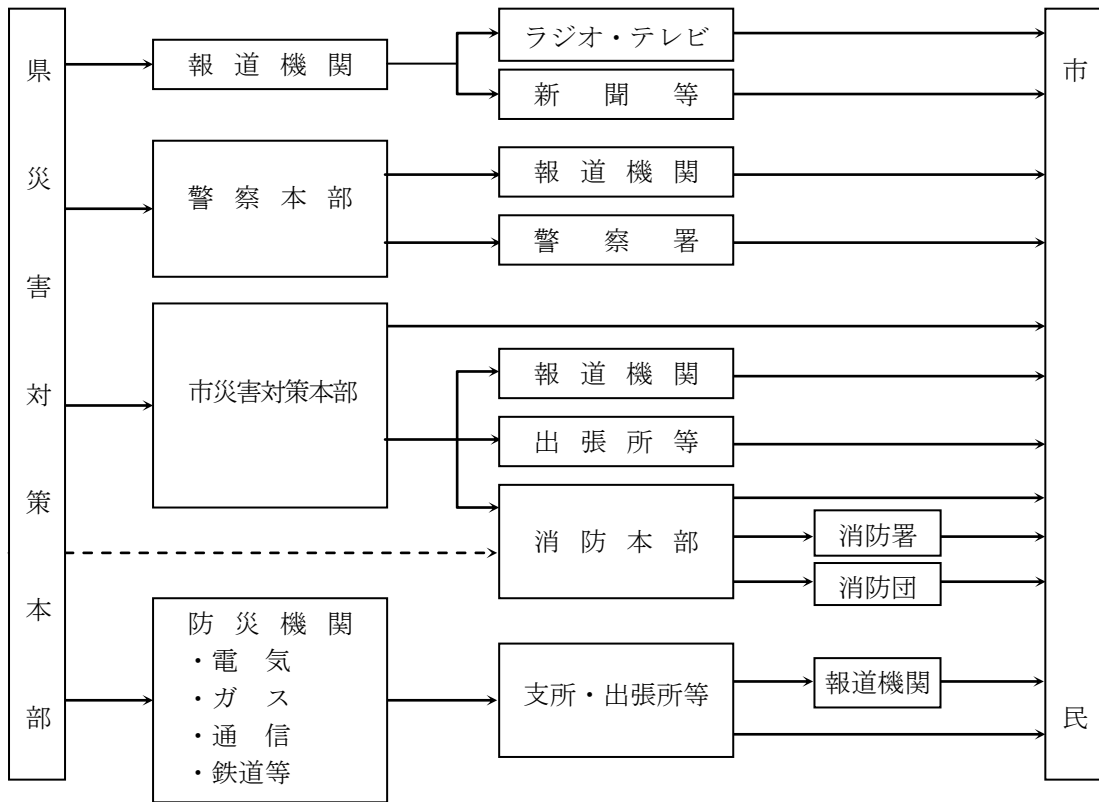 県災害対策本部
報道機関
ラジオ・テレビ
新聞等
警察本部
報道機関
警察署
市災害対策本部
報道機関
出張所等
消防本部
消防署
消防団
防災機関
・電気
・ガス
・通信
・鉄道等
支所・出張所等
報道機関
市民